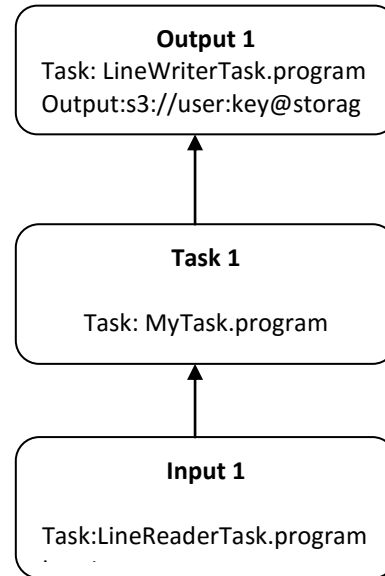 Output 1
Task: LineWriterTask.program
Output:s3://user:key@storag
Task 1
Task: MyTask.program
Input 1
Task:LineReaderTask.program